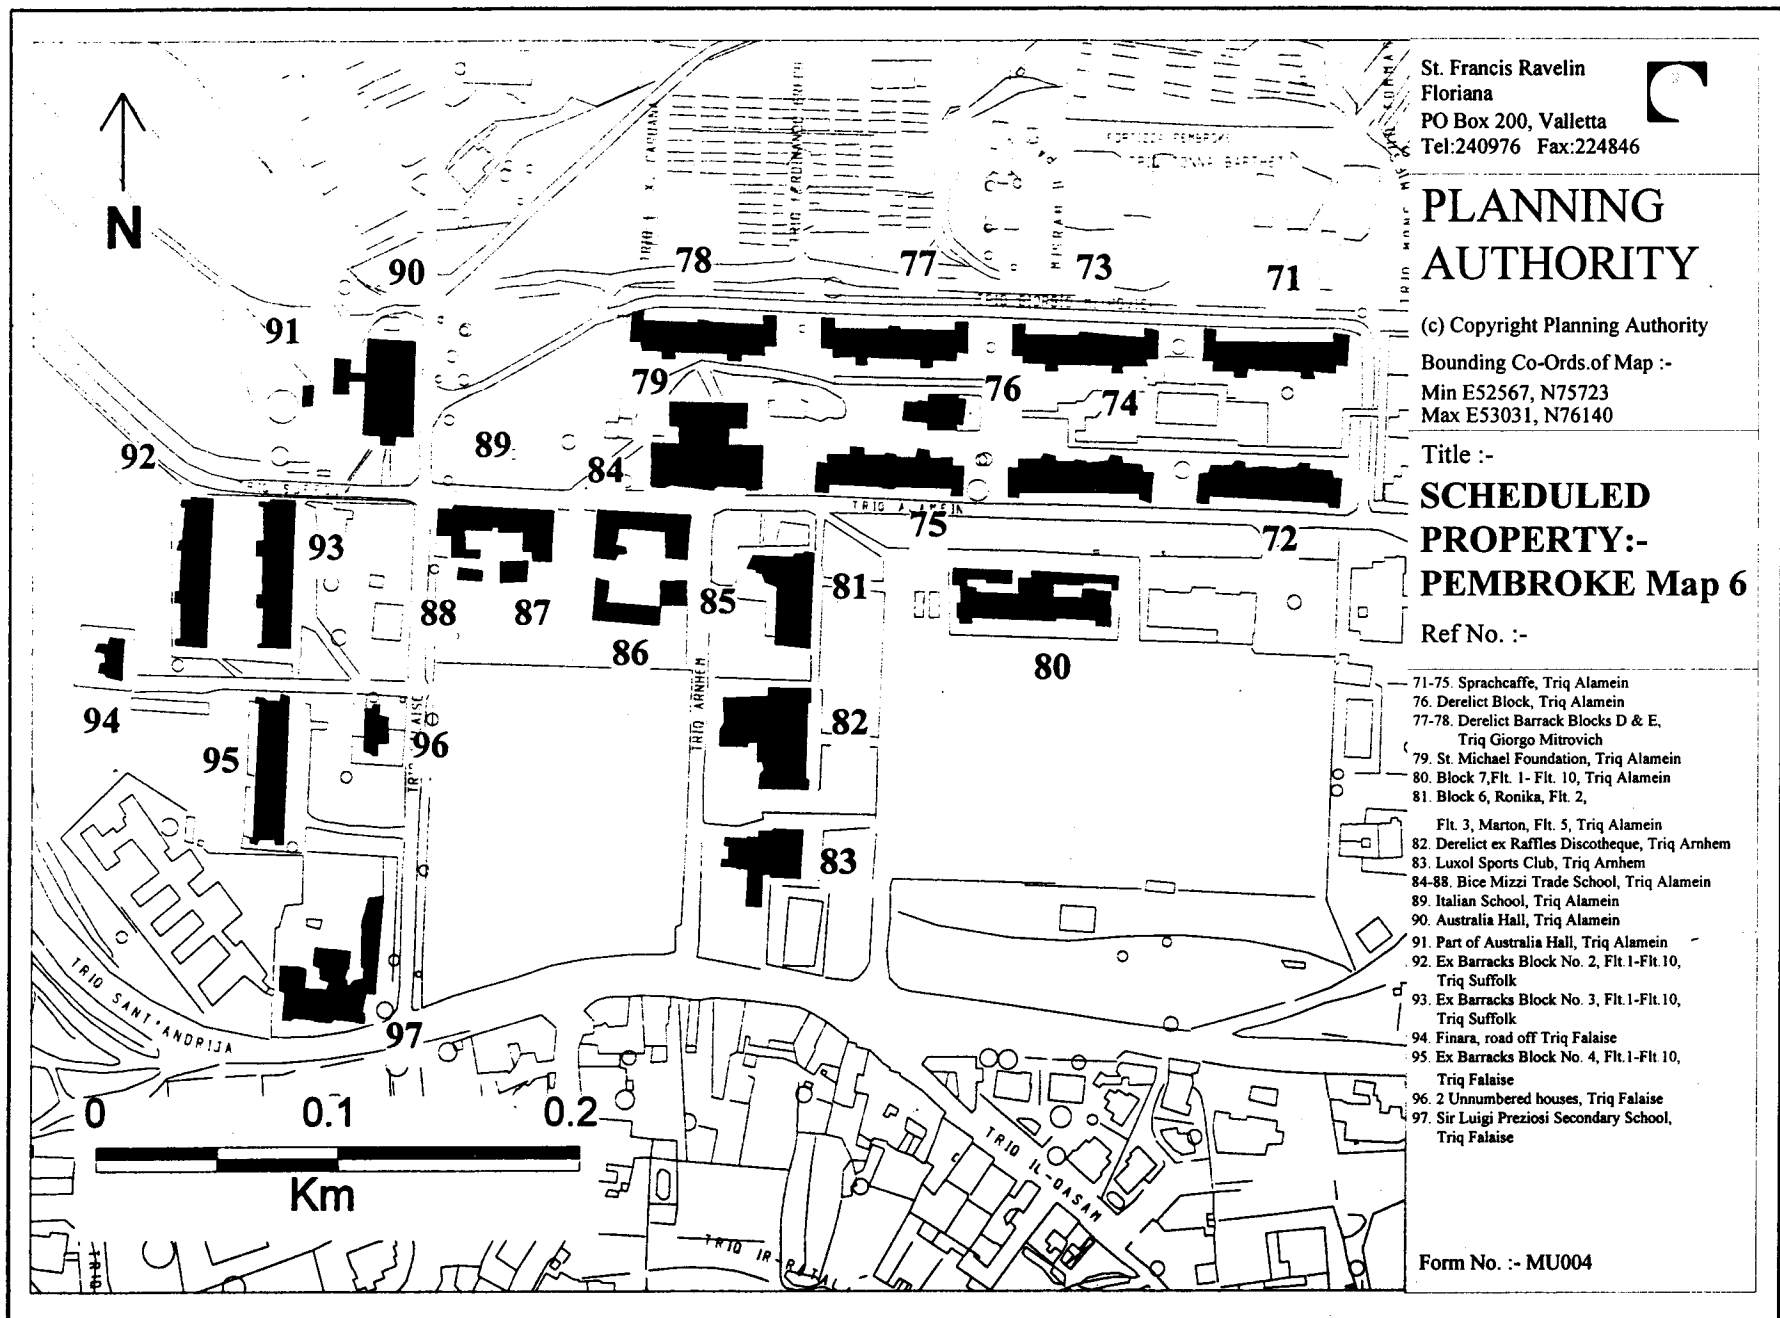 St. Francis Ravelin
Floriana
PO Box 200, Valletta
Tel:240976 Fax:224846
PLANNING
AUTHORITY
(c) Copyright Planning Authority
Bounding Co-Ords.of Map :-
Min E52567, N75723
Max E53031, N76140
Title :-
SCHEDULED
PROPERTY:-
PEMBROKE Map 6
Ref No. :-
71-75. Sprachcaffe, Triq Alamein
76. Derelict Block, Triq Alamein
77-78. Derelict Barrack Blocks D & E,
Triq Giorgo Mitrovich
79. St. Michael Foundation, Triq Alamein
80. Block 7,Flt. 1- Flt. 10, Triq Alamein
81. Block 6, Ronika, Flt. 2,
Flt. 3, Marton, Flt. 5, Triq Alamein
82. Derelict ex Raffles Discotheque, Triq Arnhem
83. Luxol Sports Club, Triq Arnhem
84-88. Bice Mizzi Trade School, Triq Alamein
89. Italian School, Triq Alamein
90. Australia Hall, Triq Alamein
91. Part of Australia Hall, Triq Alamein
92. Ex Barracks Block No. 2, Flt.1-Flt.10,
Triq Suffolk
93. Ex Barracks Block No. 3, Flt.1-Flt.10,
Triq Suffolk
94. Finara, road off Triq Falaise
95. Ex Barracks Block No. 4, Flt.1-Flt.10,
Triq Falaise
96. 2 Unnumbered houses, Triq Falaise
97. Sir Luigi Preziosi Secondary School,
Triq Falaise
Form No. :- MU004
N
90
78
77
73
71
91
79
76
74
92
89
84
75
72
93
88
87
85
81
86
80
94
95
96
82
83
97
FORTIZZA PEMBROKE
TRIQ ARNHEM
TRIQ SANT'ANDRIJA
TRIQ IL-QASAM
0 0.1 0.2
Km